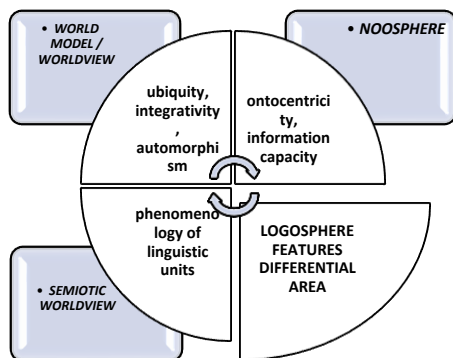 • WORLD
MODEL /
WORLDVIEW
• NOOSPHERE
ubiquity,
integrativity
,
automorphi
sm
ontocentrici
ty,
information
capacity
phenomeno
logy of
linguistic
units
LOGOSPHERE
FEATURES
DIFFERENTIAL
AREA
• SEMIOTIC
WORLDVIEW